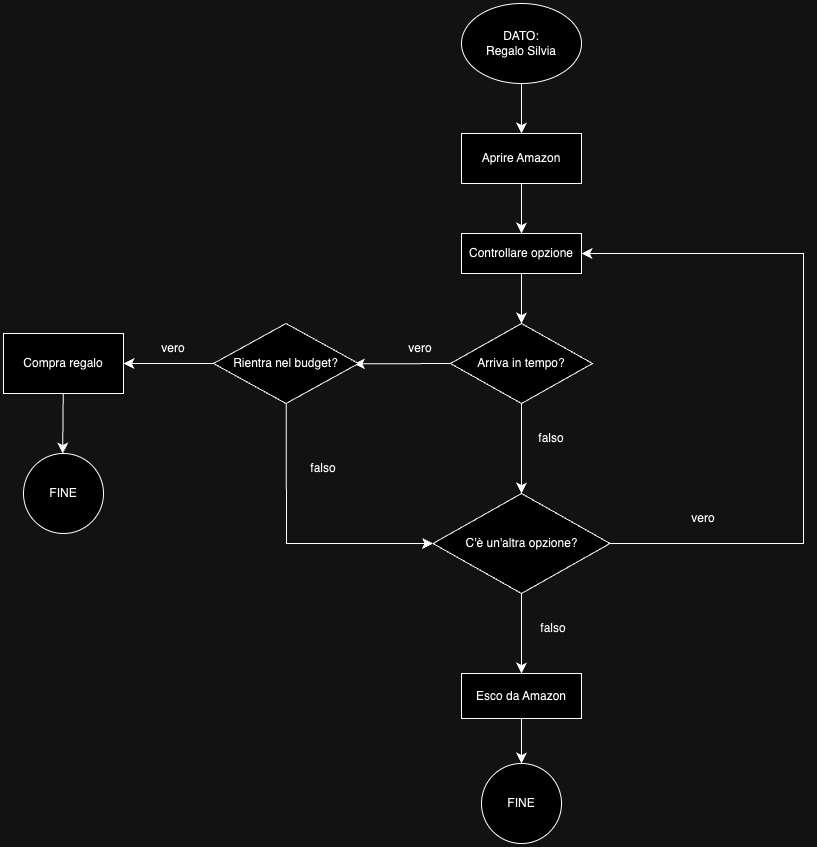 DATO:
Regalo Silvia
Aprire Amazon
Controllare opzione
Compra regalo
vero
Rientra nel budget?
vero
Arriva in tempo?
falso
falso
FINE
vero
C'è un'altra opzione?
falso
Esco da Amazon
FINE